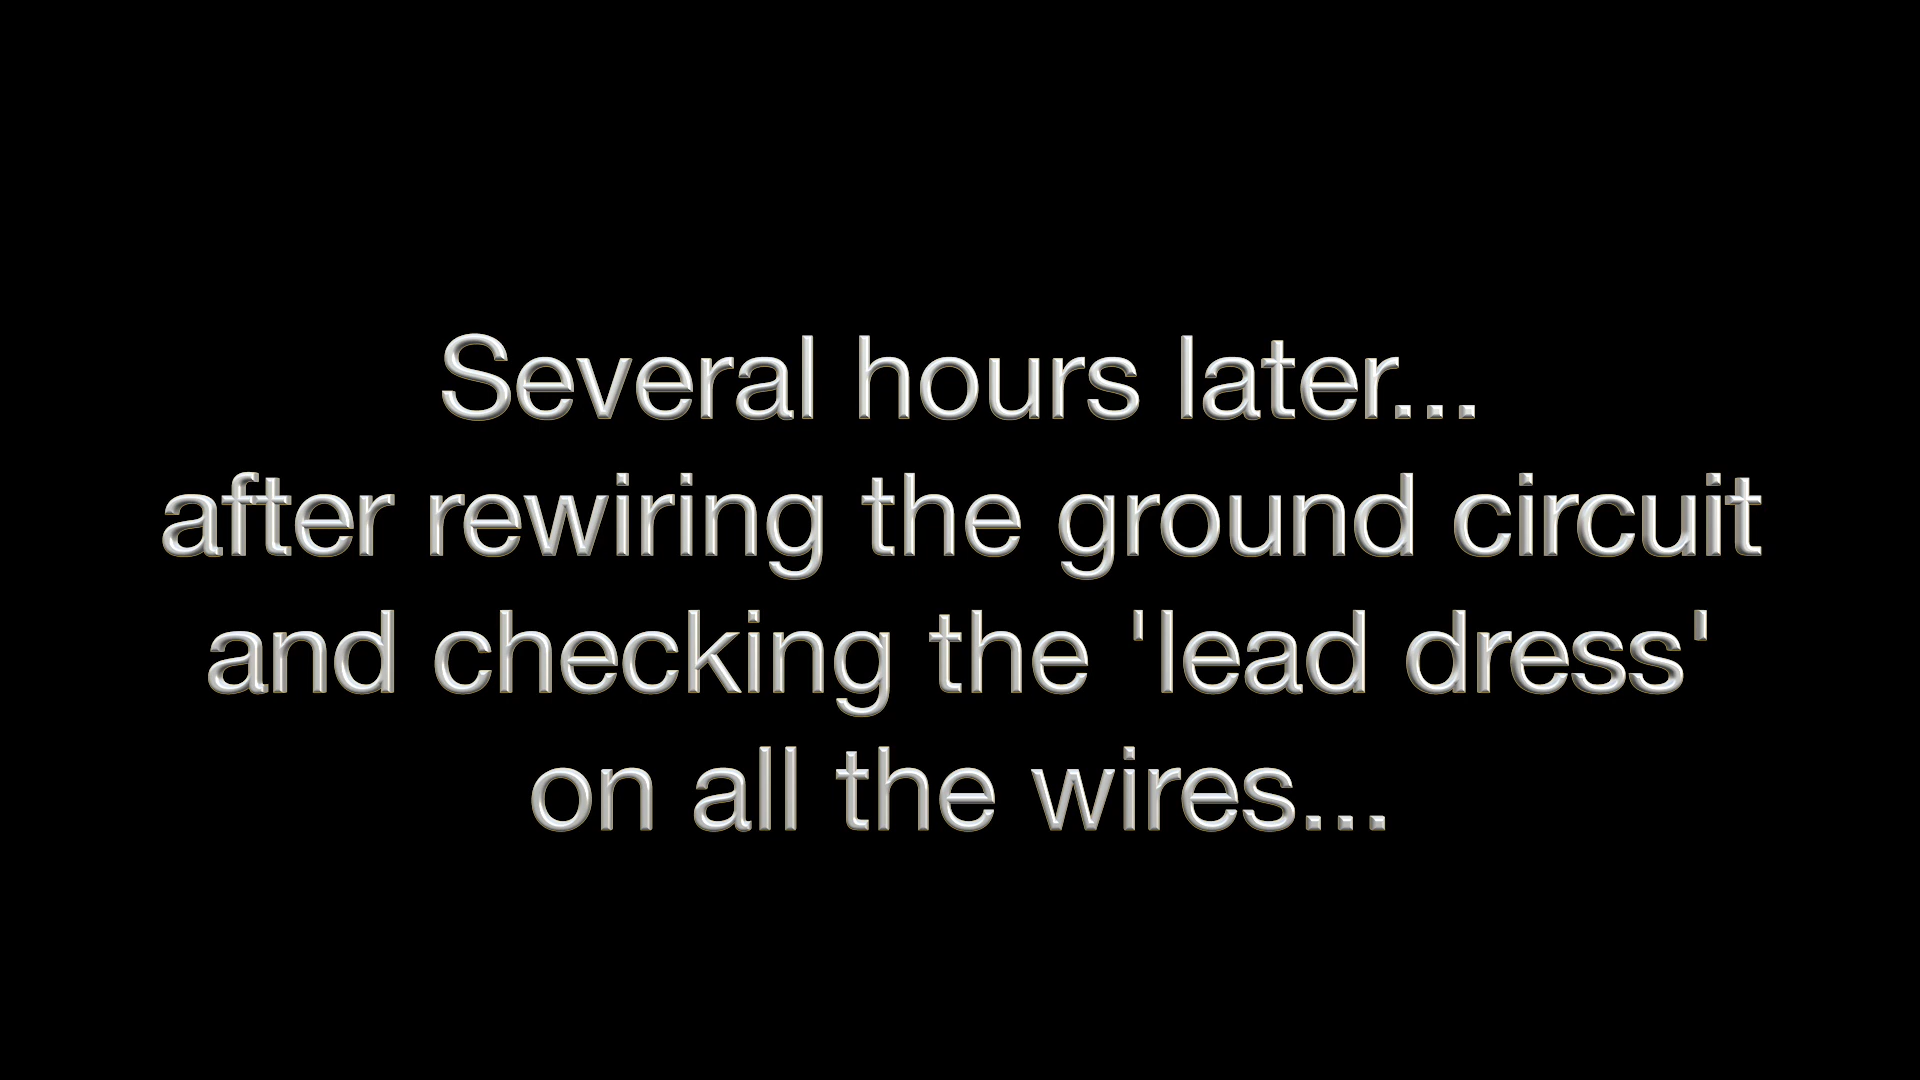 Several hours later...
after rewiring the ground circuit
and checking the 'lead dress'
on all the wires...